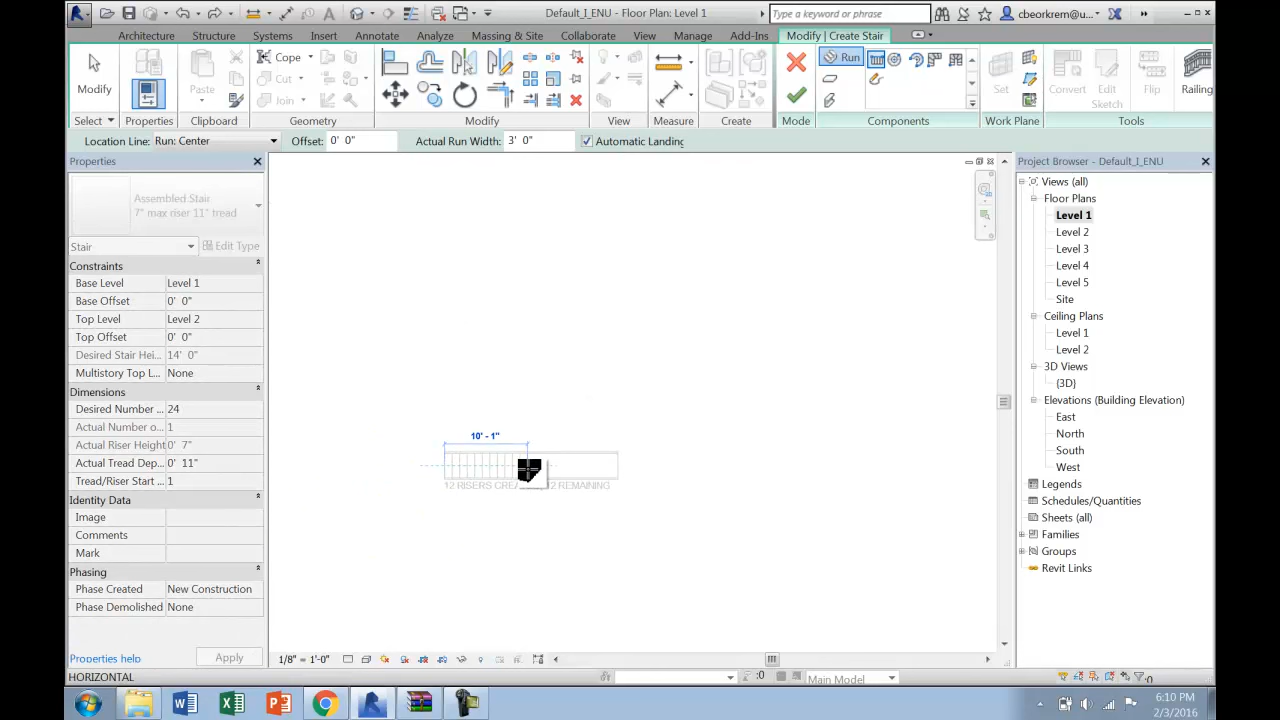 Default_I_ENU - Floor Plan: Level 1
Type a keyword or phrase
cbeorkrem@u...
Architecture Structure Systems Insert Annotate Analyze Massing & Site Collaborate View Manage Add-Ins Modify | Create Stair
Modify
Paste
Cope
Cut
Join
Set
Convert
Edit
Sketch
Flip
Railing
Run
Select Properties Clipboard Geometry Modify View Measure Create Mode Components Work Plane Tools
Location Line: Run: Center Offset: 0' 0" Actual Run Width: 3' 0" Automatic Landing
Properties
Assembled Stair
7" max riser 11" tread
Stair Edit Type
Constraints
Base Level Level 1
Base Offset 0' 0"
Top Level Level 2
Top Offset 0' 0"
Desired Stair Hei... 14' 0"
Multistory Top L... None
Dimensions
Desired Number ... 24
Actual Number o... 1
Actual Riser Height 0' 7"
Actual Tread Dep... 0' 11"
Tread/Riser Start ... 1
Identity Data
Image
Comments
Mark
Phasing
Phase Created New Construction
Phase Demolished None
Properties help Apply
10' - 1"
12 RISERS REMAINING
Project Browser - Default_I_ENU
Views (all)
Floor Plans
Level 1
Level 2
Level 3
Level 4
Level 5
Site
Ceiling Plans
Level 1
Level 2
3D Views
{3D}
Elevations (Building Elevation)
East
North
South
West
Legends
Schedules/Quantities
Sheets (all)
Families
Groups
Revit Links
1/8" = 1'-0"
HORIZONTAL
:0
Main Model
:0
6:10 PM
2/3/2016